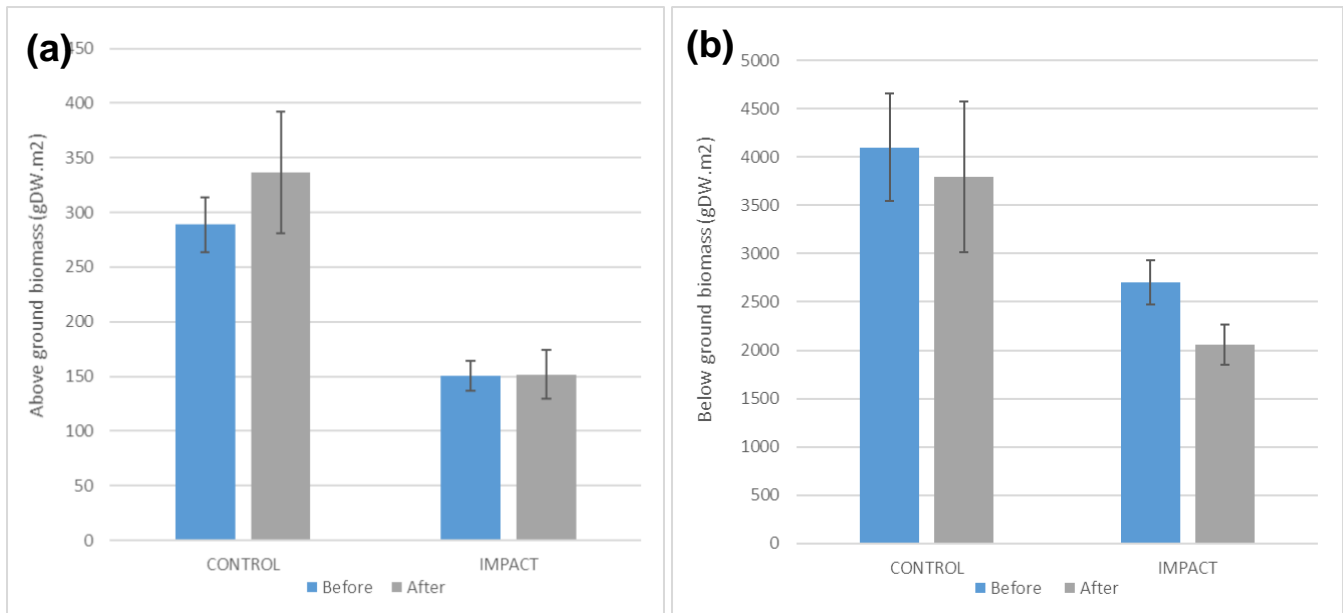 (a)
Above ground biomass (gDW.m2)
450
400
350
300
250
200
150
100
50
0
CONTROL IMPACT
Before After
(b)
Below ground biomass (gDW.m2)
5000
4500
4000
3500
3000
2500
2000
1500
1000
500
0
CONTROL IMPACT
Before After